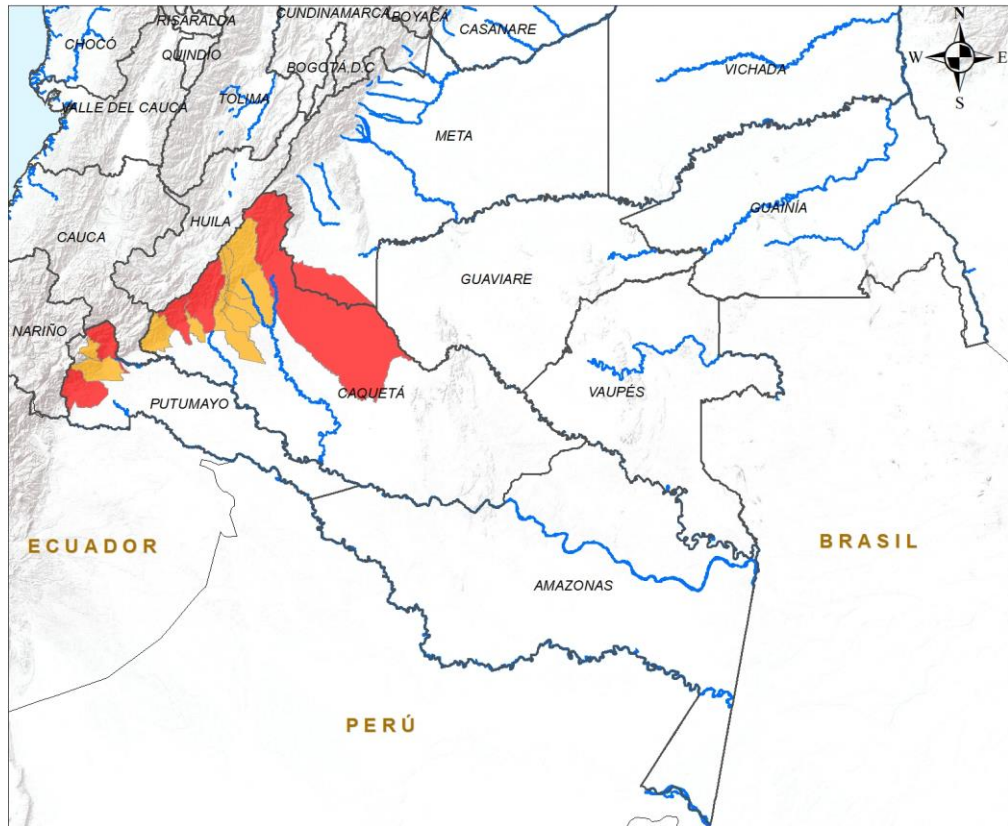 CUNDINAMARCA
BOYACÁ
RISARALDA
CASANARE
N
CHOCÓ
QUINDIO
BOGOTÁ D.C
W
E
VICHADA
TOLIMA
VALLE DEL CAUCA
S
META
GUAINÍA
HUILA
CAUCA
GUAVIARE
NARIÑO
CAQUETÁ
VAUPÉS
PUTUMAYO
ECUADOR
BRASIL
AMAZONAS
PERÚ